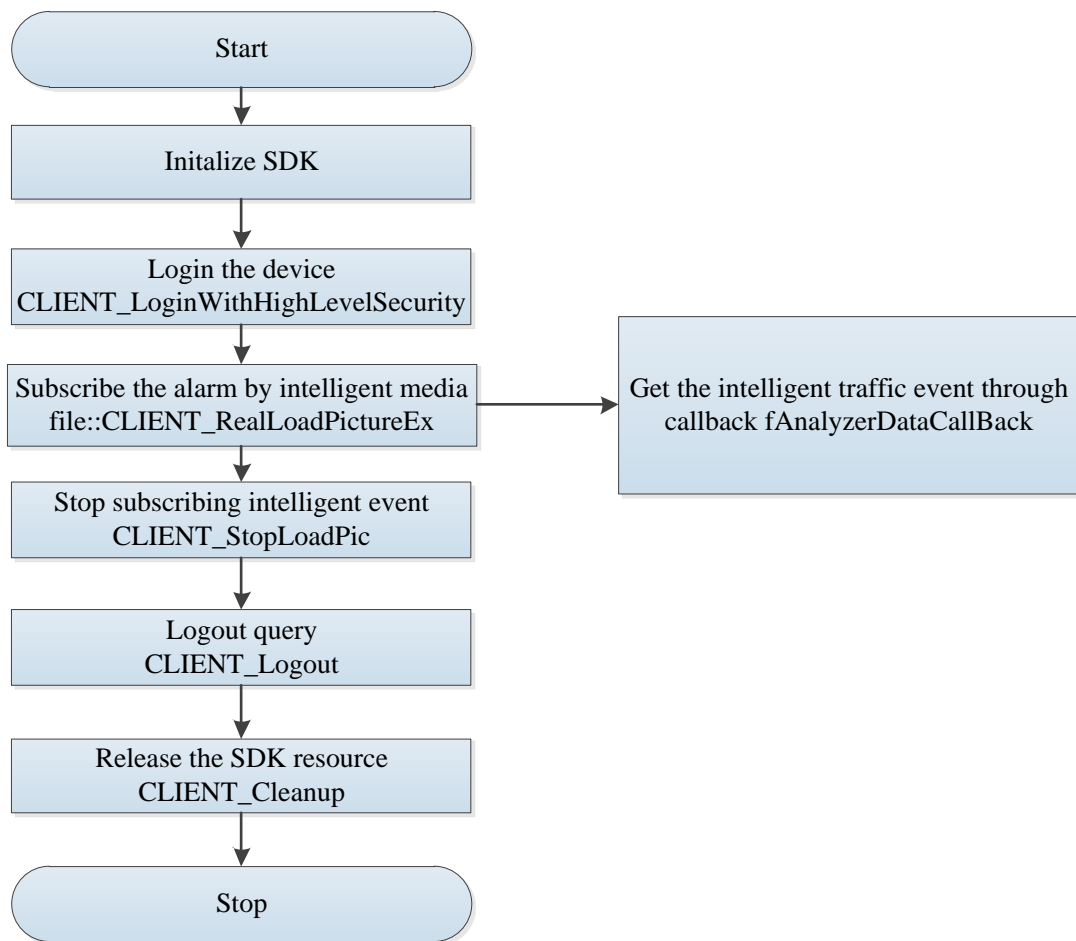 Start
Initalize SDK
Login the device
CLIENT_LoginWithHighLevelSecurity
Subscribe the alarm by intelligent media
file::CLIENT_RealLoadPictureEx
Get the intelligent traffic event through
callback fAnalyzerDataCallBack
Stop subscribing intelligent event
CLIENT_StopLoadPic
Logout query
CLIENT_Logout
Release the SDK resource
CLIENT_Cleanup
Stop